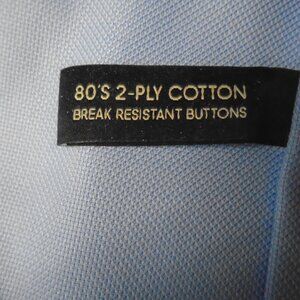 80'S 2-PLY COTTON
BREAK RESISTANT BUTTONS